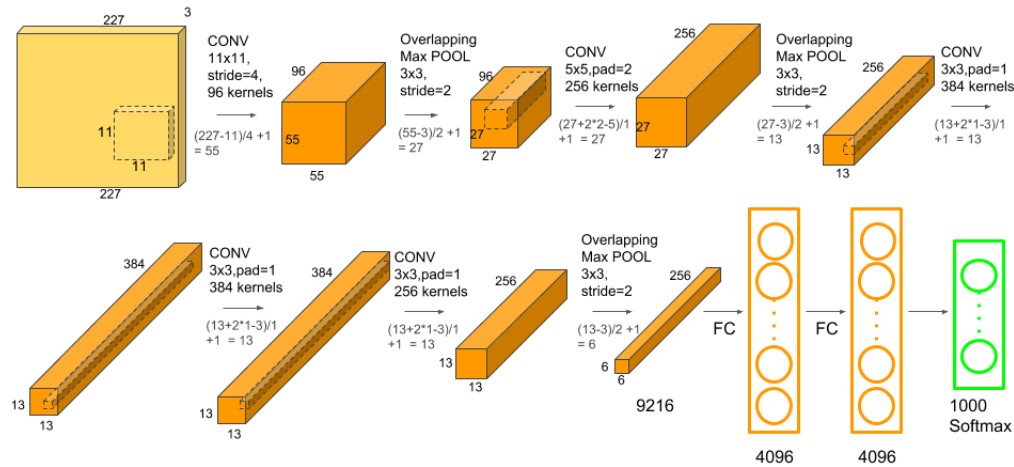 227
3
11
11
227
CONV
11x11,
stride=4,
96 kernels
(227-11)/4 +1
= 55
96
55
55
Overlapping
Max POOL
3x3,
stride=2
(55-3)/2 +1
= 27
96
27
27
CONV
5x5,pad=2
256 kernels
(27+2*2-5)/1
+1 = 27
256
27
27
Overlapping
Max POOL
3x3,
stride=2
(27-3)/2 +1
= 13
256
13
13
CONV
3x3,pad=1
384 kernels
(13+2*1-3)/1
+1 = 13
384
13
13
CONV
3x3,pad=1
384 kernels
(13+2*1-3)/1
+1 = 13
384
13
13
CONV
3x3,pad=1
256 kernels
(13+2*1-3)/1
+1 = 13
256
13
13
Overlapping
Max POOL
3x3,
stride=2
(13-3)/2 +1
= 6
256
6
6
9216
FC
4096
FC
4096
1000
Softmax